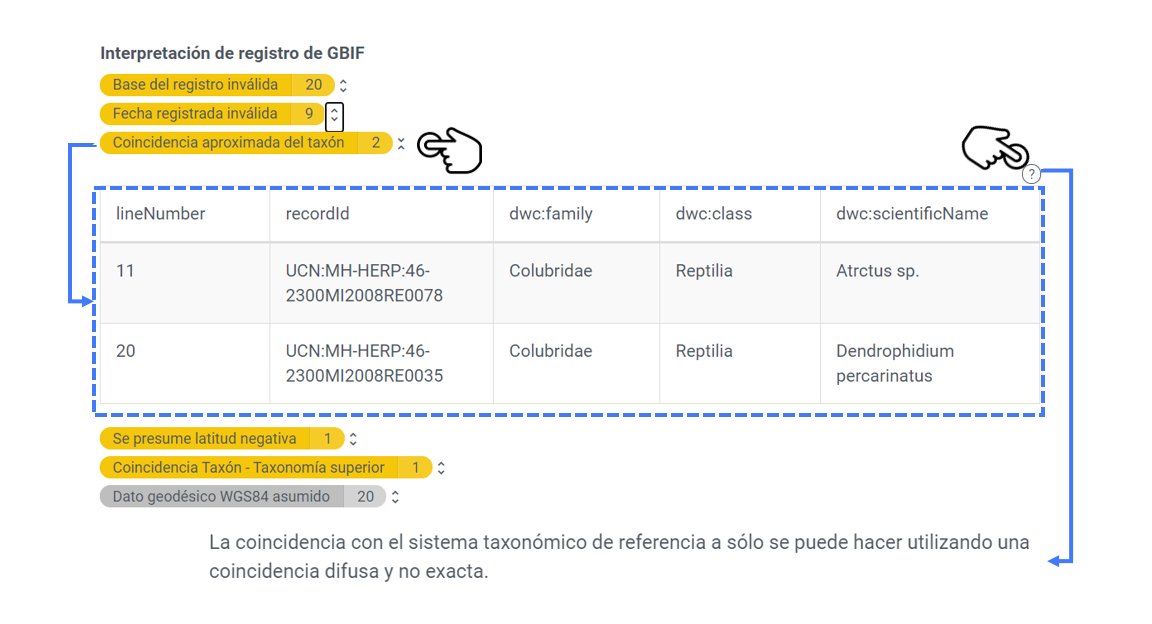 Interpretación de registro de GBIF
Base del registro inválida 20
Fecha registrada inválida 9
Coincidencia aproximada del taxón 2
?
lineNumber recordId dwc:family dwc:class dwc:scientificName
11 UCN:MH-HERP:46- Colubridae Reptilia Atrctus sp.
2300MI2008RE0078
20 UCN:MH-HERP:46- Colubridae Reptilia Dendrophidium
2300MI2008RE0035 percarinatus
Se presume latitud negativa 1
Coincidencia Taxón - Taxonomía superior 1
Dato geodésico WGS84 asumido 20
La coincidencia con el sistema taxonómico de referencia a sólo se puede hacer utilizando una
coincidencia difusa y no exacta.